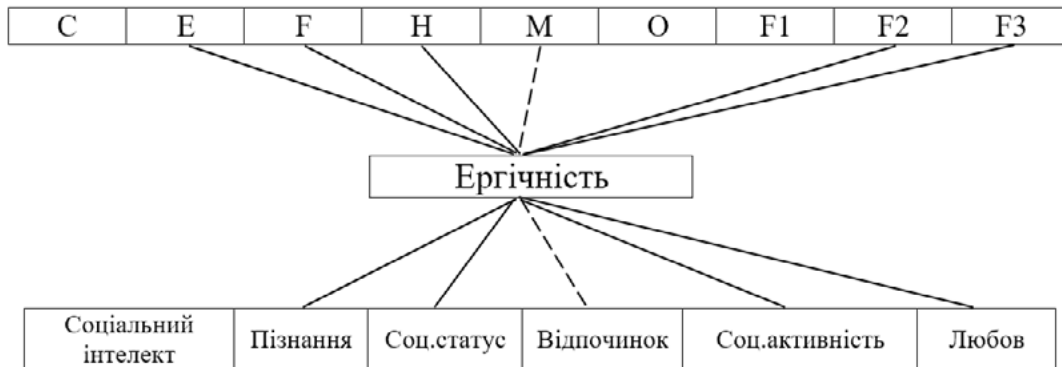 C E F H M O F1 F2 F3
Ергічність
Соціальний
інтелект
Пізнання
Соц.статус
Відпочинок
Соц.активність
Любов